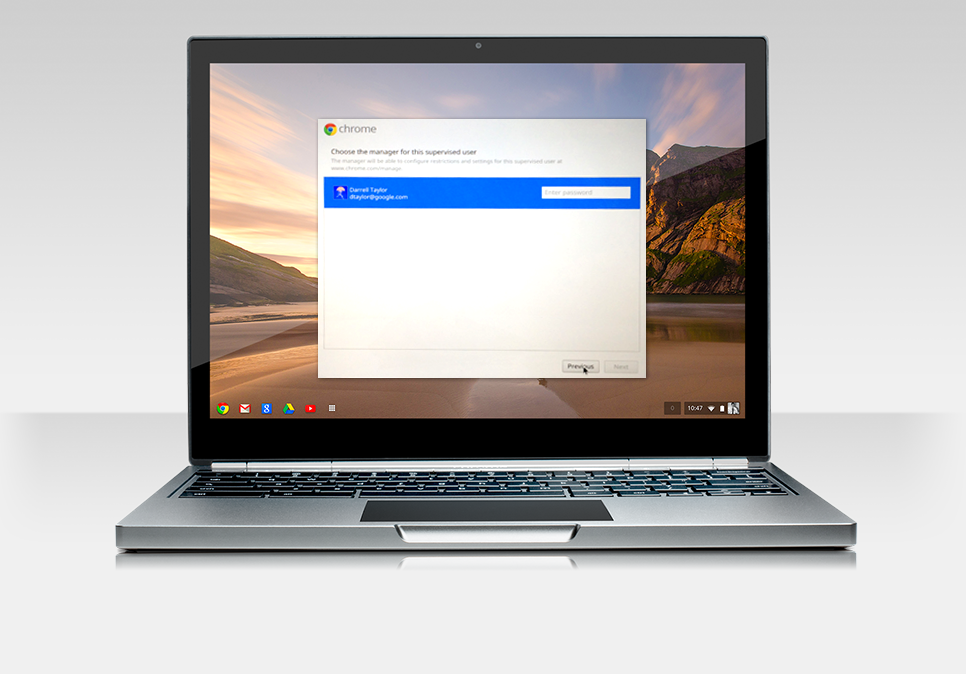 chrome
Choose the manager for this supervised user
The manager will be able to configure restrictions and settings for this supervised user at
www.chrome.com/manage
Darrell Taylor
dtaylor@google.com
Enter password
Previous
Next
8
10:47